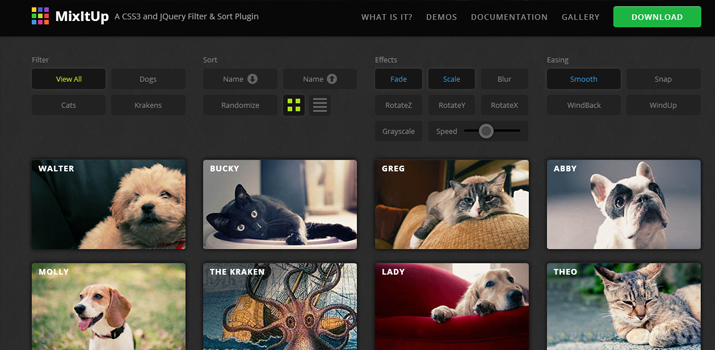 MixItUp A CSS3 and JQuery Filter & Sort Plugin
WHAT IS IT? DEMOS DOCUMENTATION GALLERY DOWNLOAD
Filter Sort Effects Easing
View All Dogs Name Name Fade Scale Blur Smooth Snap
Cats Krakens Randomize RotateZ RotateY RotateX WindBack WindUp
Grayscale Speed
WALTER BUCKY GREG ABBY
MOLLY THE KRAKEN LADY THEO